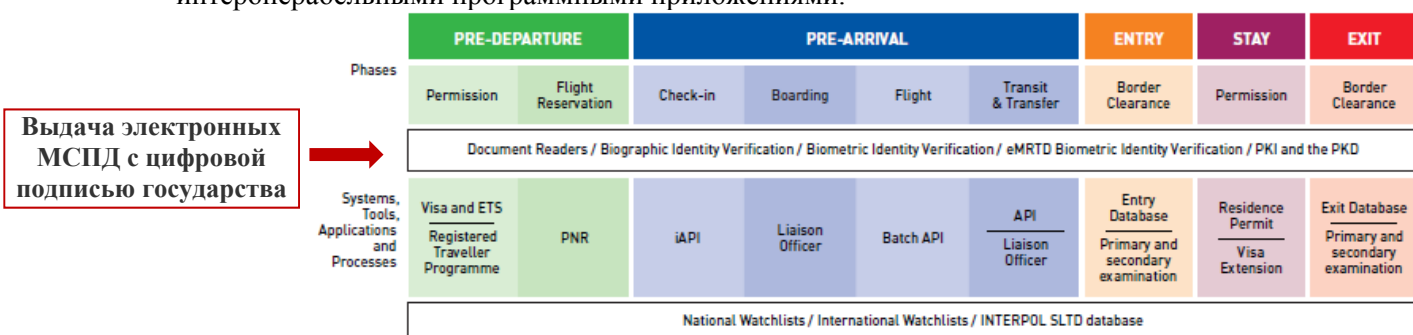 интероперабельными программными приложениями.
PRE-DEPARTURE PRE-ARRIVAL ENTRY STAY EXIT
Phases
Permission
Flight
Reservation
Check-in
Boarding
Flight
Transit
& Transfer
Border
Clearance
Permission
Border
Clearance
Выдача электронных
МСПД с цифровой
подписью государства
Document Readers / Biographic Identity Verification / Biometric Identity Verification / eMRTD Biometric Identity Verification / PKI and the PKD
Systems,
Tools,
Applications
and
Processes
Visa and ETS
Registered
Traveller
Programme
PNR
iAPI
Liaison
Officer
Batch API
API
Liaison
Officer
Entry
Database
Primary and
secondary
examination
Residence
Permit
Visa
Extension
Exit Database
Primary and
secondary
examination
National Watchlists / International Watchlists / INTERPOL SLTD database